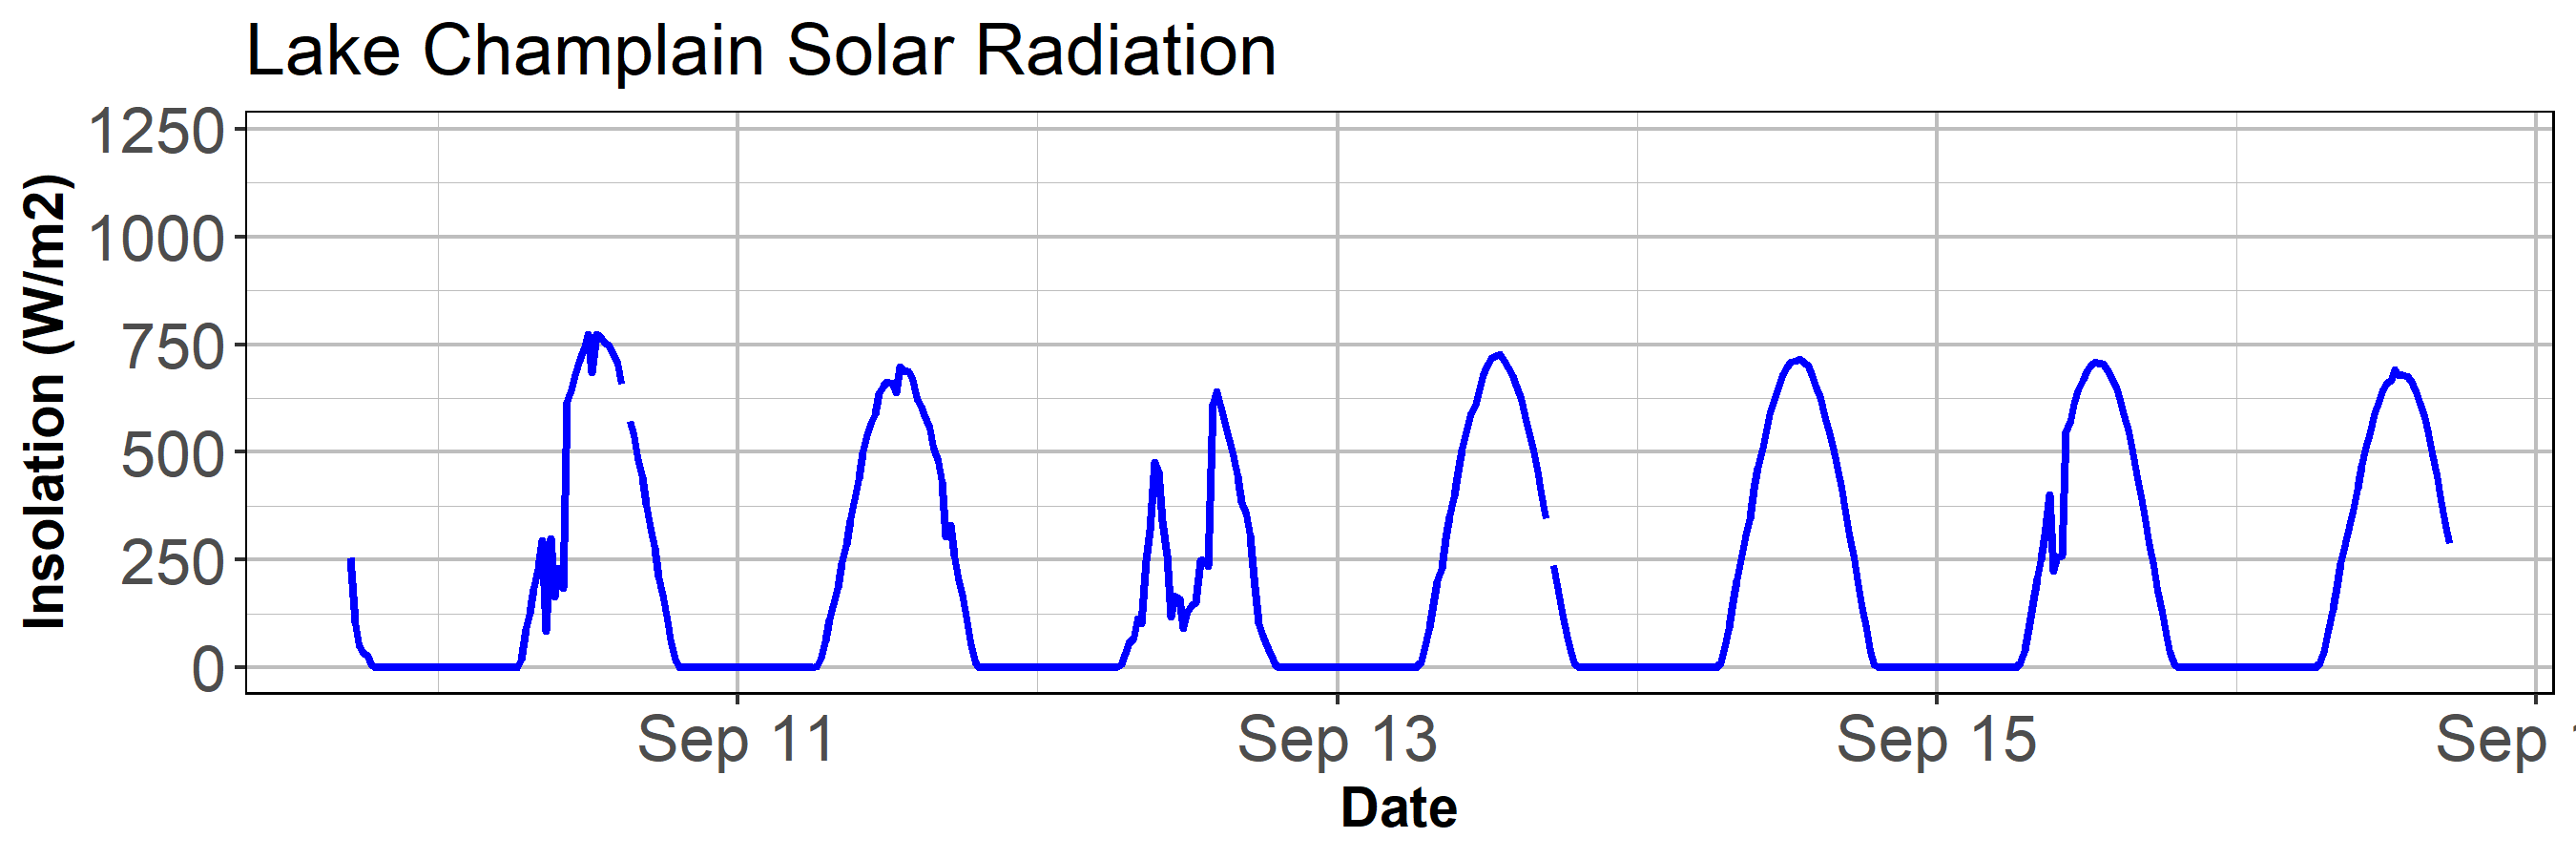 Lake Champlain Solar Radiation
1250
1000
750
500
250
0
Insolation (W/m2)
Sep 11
Sep 13
Sep 15
Sep
Date